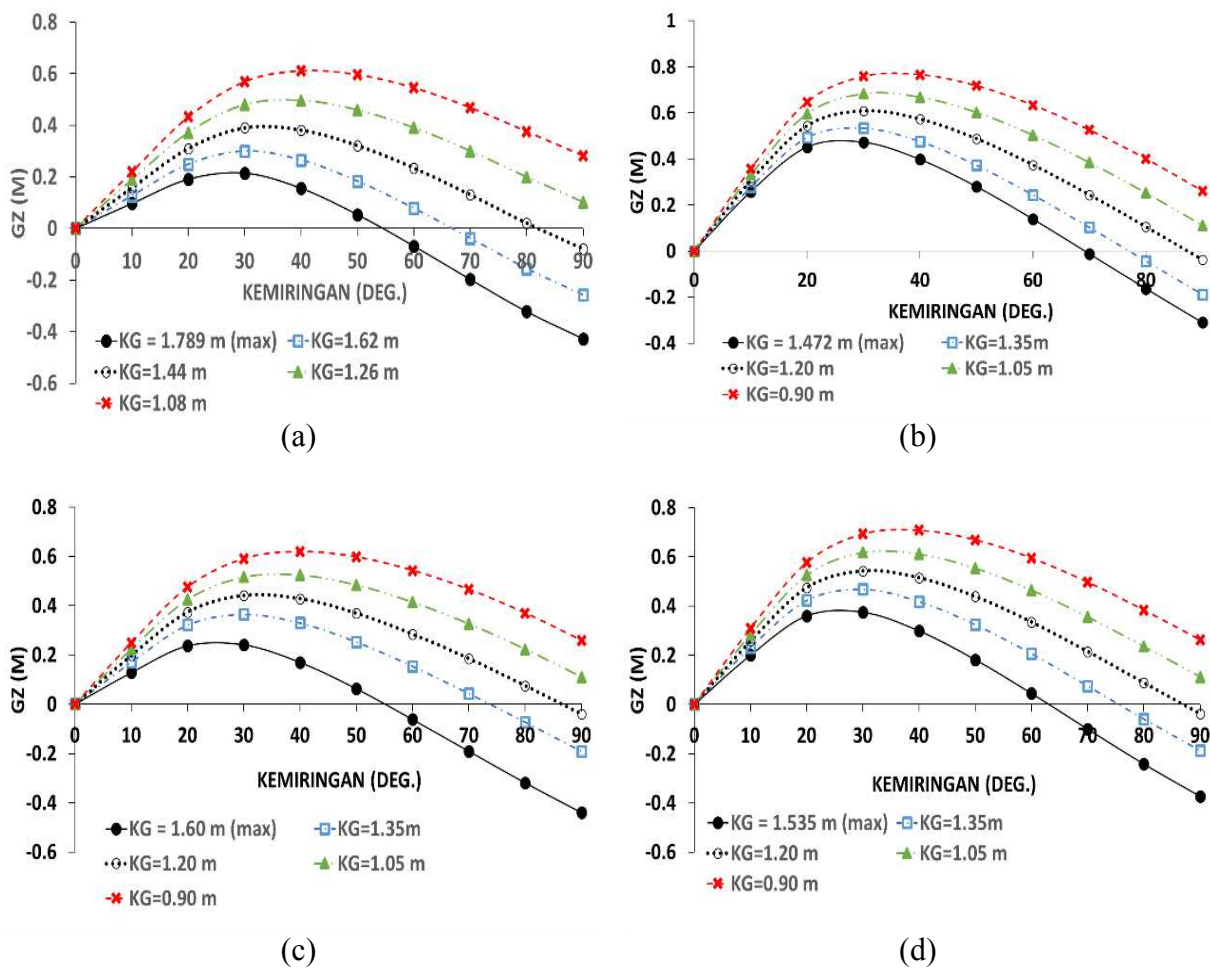 0.8
0.6
0.4
0.2
0
-0.2
-0.4
-0.6
GZ (M)
0 10 20 30 40 50 60 70 80 90
KEMIRINGAN (DEG.)
KG = 1.789 m (max) KG=1.62 m
KG=1.44 m KG=1.26 m
KG=1.08 m
(a)
1
0.8
0.6
0.4
0.2
0
-0.2
-0.4
GZ (M)
0 20 40 60 80
KEMIRINGAN (DEG.)
KG = 1.472 m (max) KG=1.35m
KG=1.20 m KG=1.05 m
KG=0.90 m
(b)
0.8
0.6
0.4
0.2
0
-0.2
-0.4
-0.6
GZ (M)
0 10 20 30 40 50 60 70 80 90
KEMIRINGAN (DEG.)
KG = 1.60 m (max) KG=1.35m
KG=1.20 m KG=1.05 m
KG=0.90 m
(c)
0.8
0.6
0.4
0.2
0
-0.2
-0.4
-0.6
GZ (M)
0 10 20 30 40 50 60 70 80 90
KEMIRINGAN (DEG.)
KG = 1.535 m (max) KG=1.35m
KG=1.20 m KG=1.05 m
KG=0.90 m
(d)